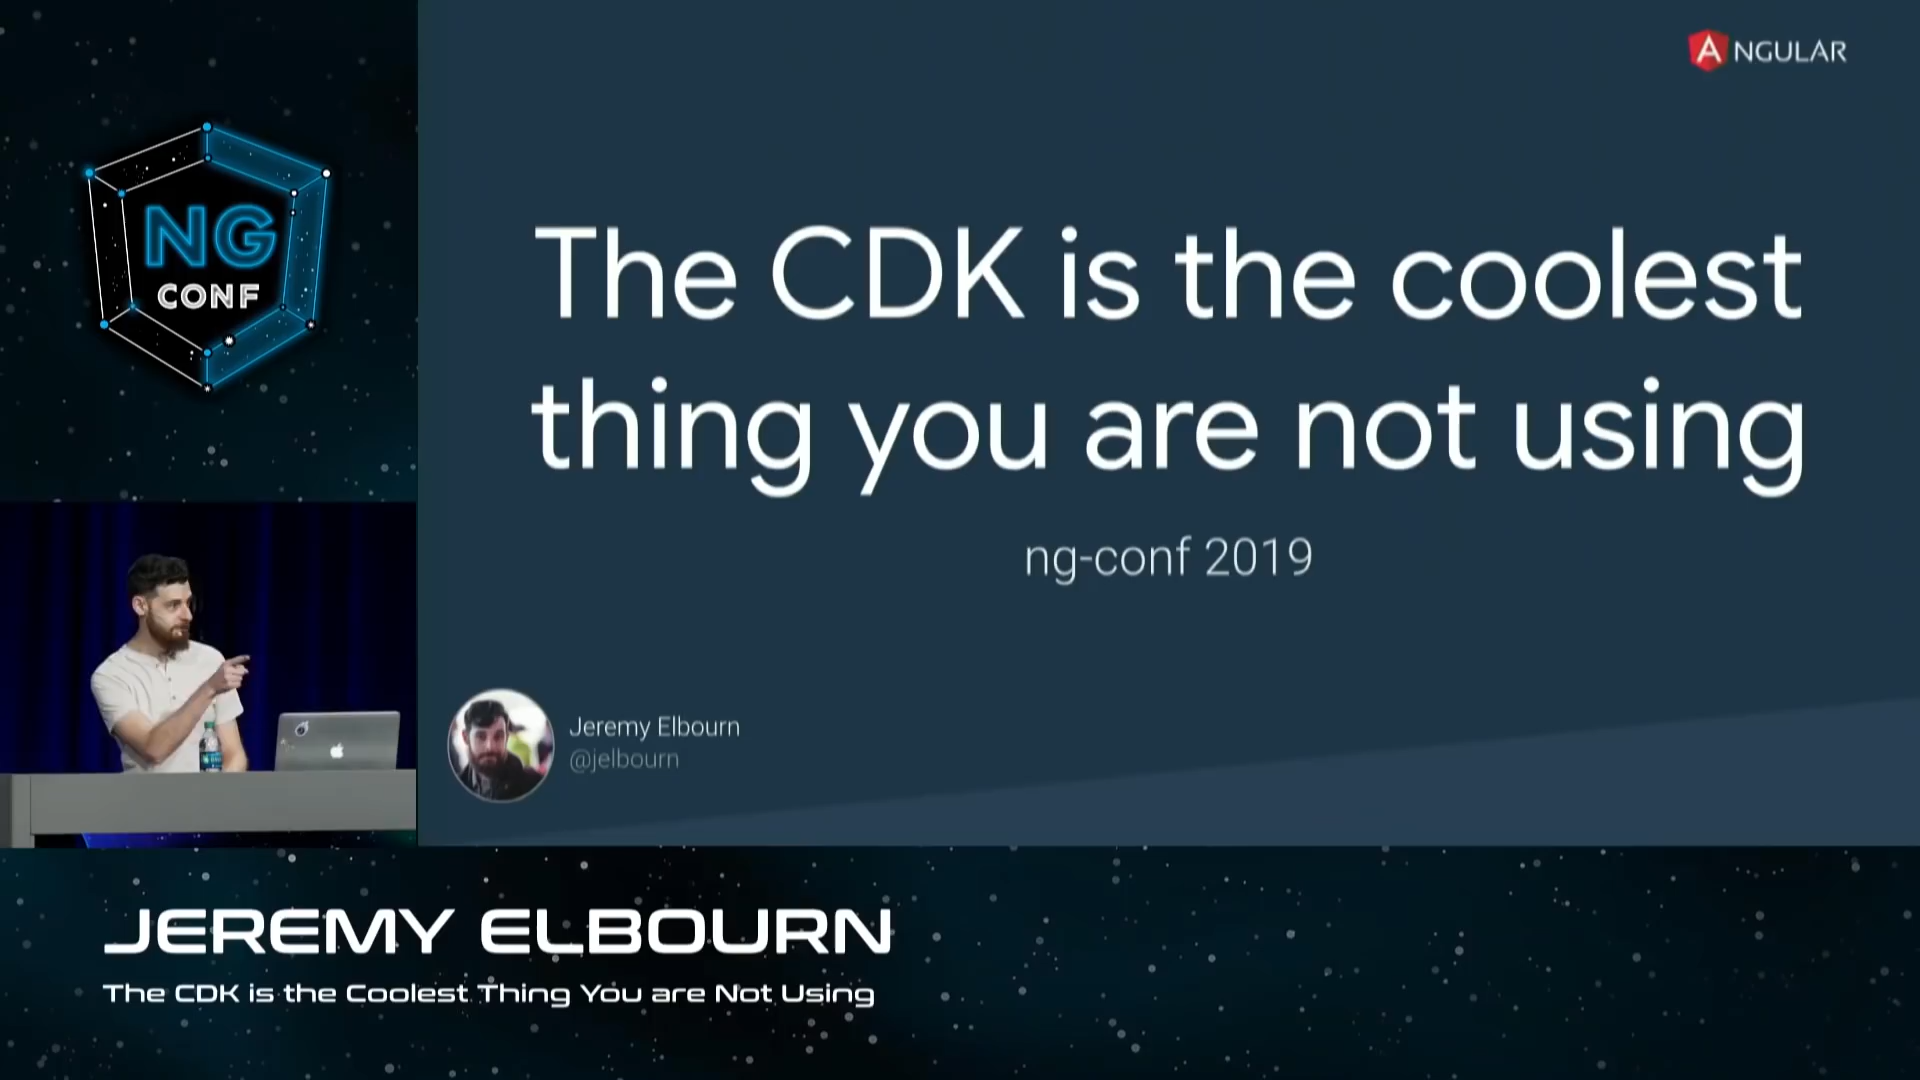 NG
CONF
ANGULAR
The CDK is the coolest
thing you are not using
ng-conf 2019
Jeremy Elbourn
@jelbourn
JEREMY ELBOURN
The CDK is the Coolest Thing You are Not Using